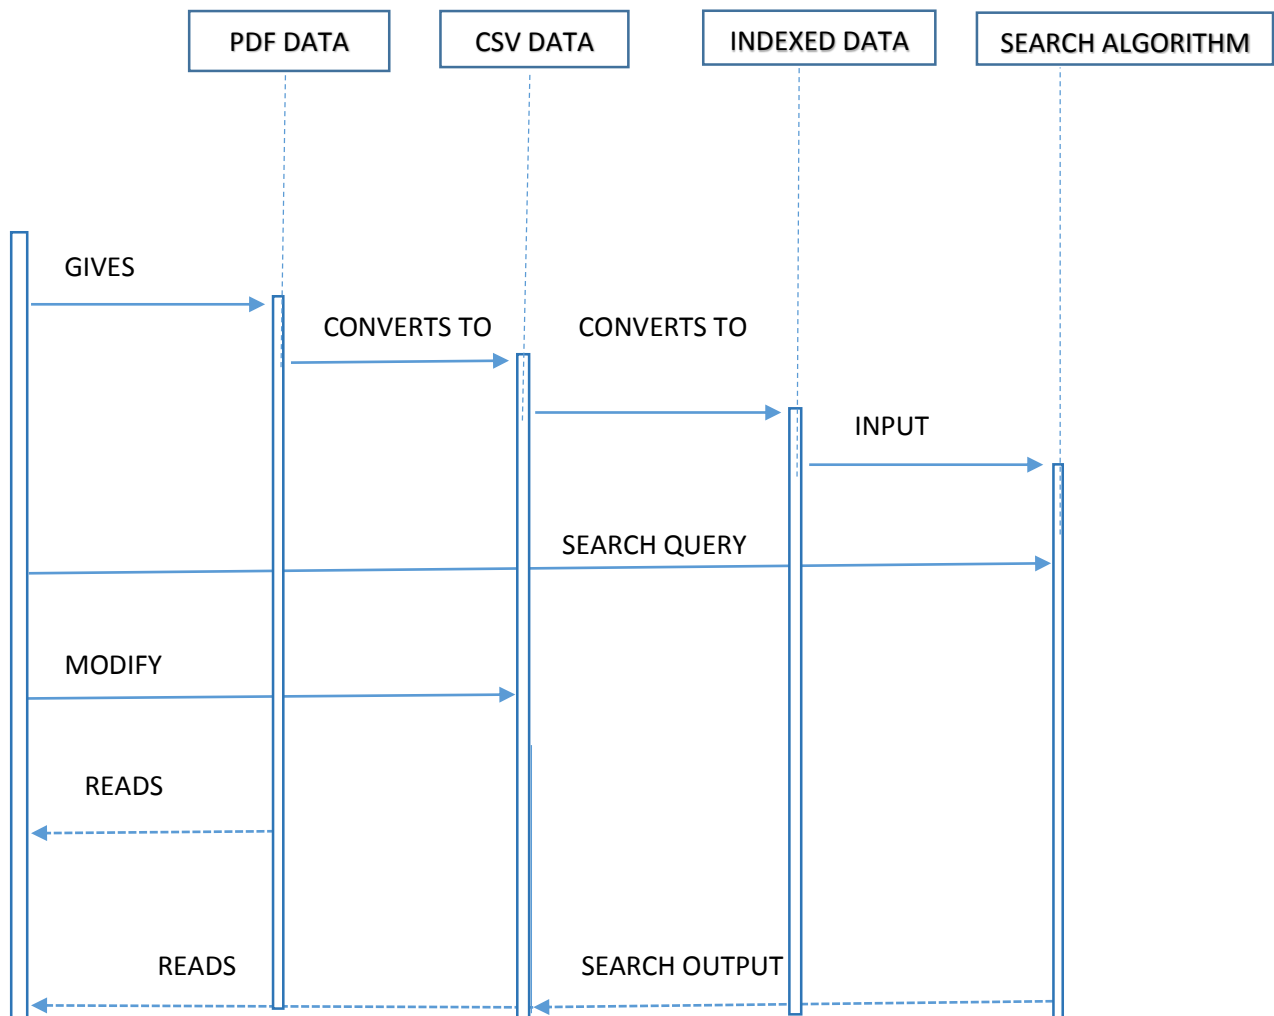 PDF DATA
CSV DATA
INDEXED DATA
SEARCH ALGORITHM
GIVES
CONVERTS TO
CONVERTS TO
INPUT
SEARCH QUERY
MODIFY
READS
READS
SEARCH OUTPUT